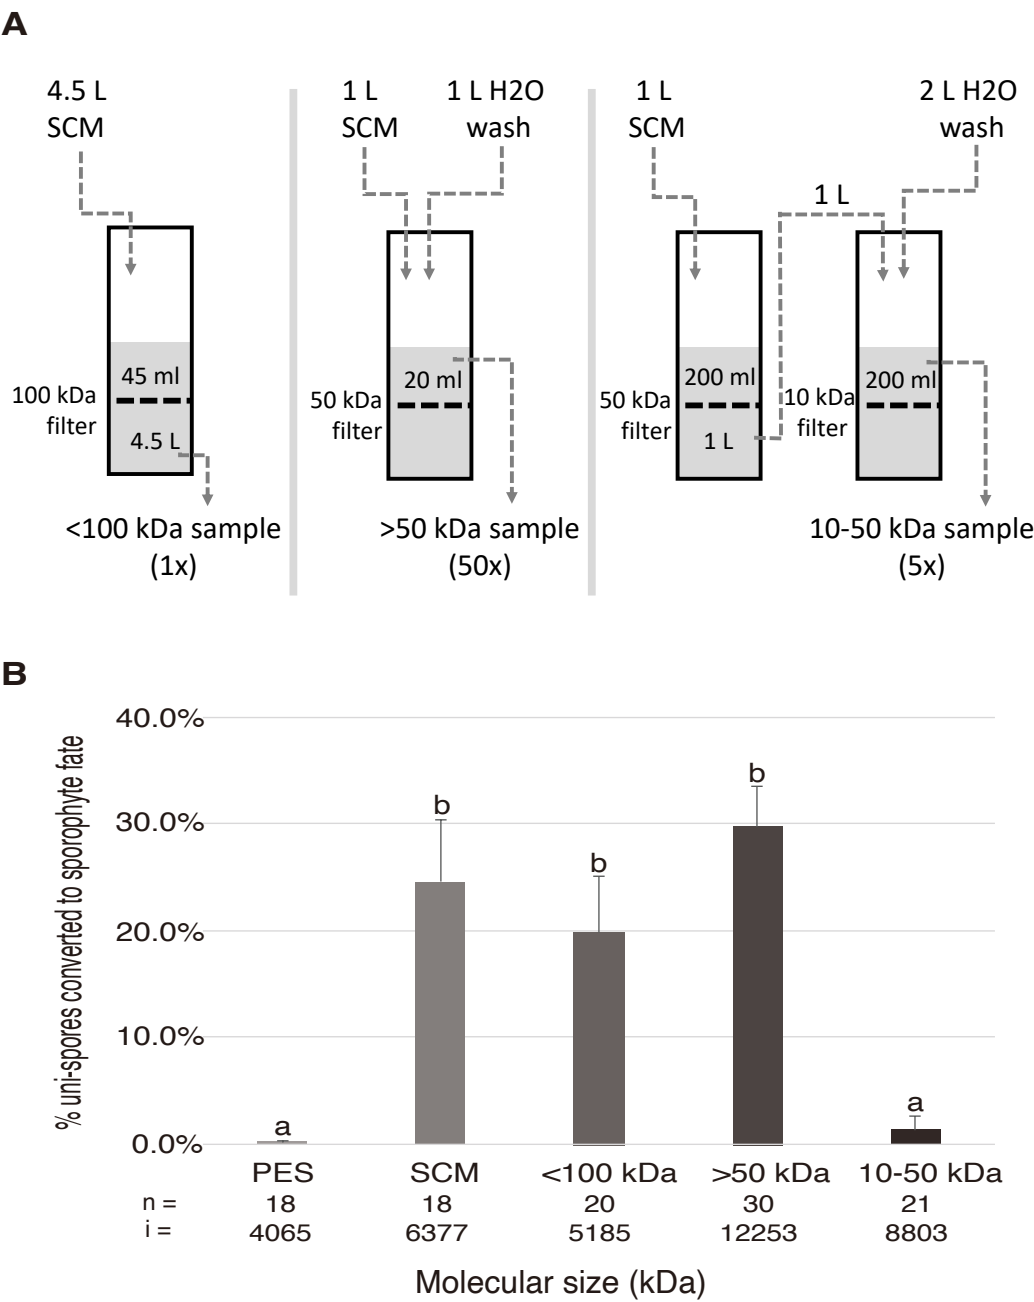 A
4.5 L
SCM
1 L
SCM
1 L H2O
wash
1 L
SCM
2 L H2O
wash
1 L
45 ml
100 kDa
filter
4.5 L
20 ml
50 kDa
filter
200 ml
50 kDa
filter
1 L
200 ml
10 kDa
filter
<100 kDa sample
(1x)
>50 kDa sample
(50x)
10-50 kDa sample
(5x)
B
% uni-spores converted to sporophyte fate
40.0%
30.0%
20.0%
10.0%
0.0%
a
b
b
b
a
PES SCM <100 kDa >50 kDa 10-50 kDa
n = 18 18 20 30 21
i = 4065 6377 5185 12253 8803
Molecular size (kDa)